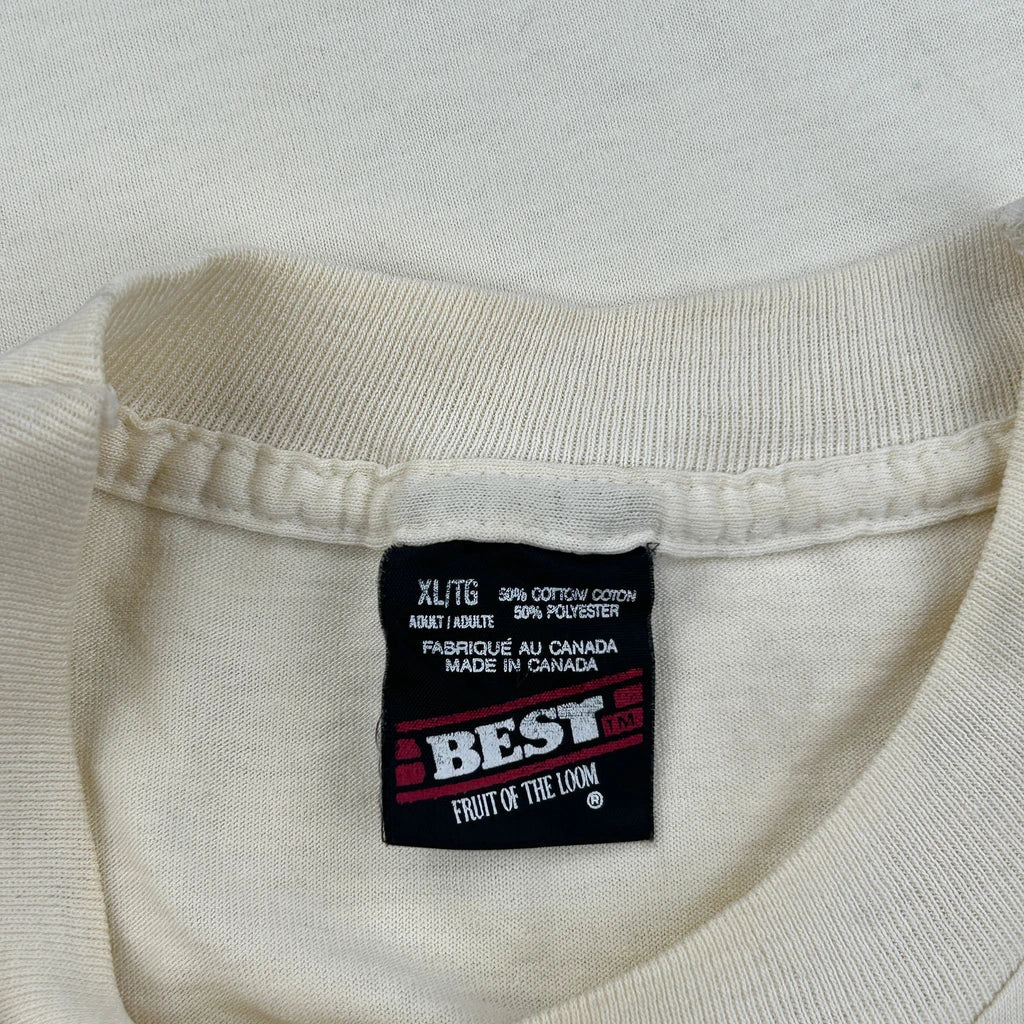 XL/TG 50% COTTON/COTON
ADULT / ADULTE 50% POLYESTER
FABRIQUÉ AU CANADA
MADE IN CANADA
BEST TM
FRUIT OF THE LOOM
®